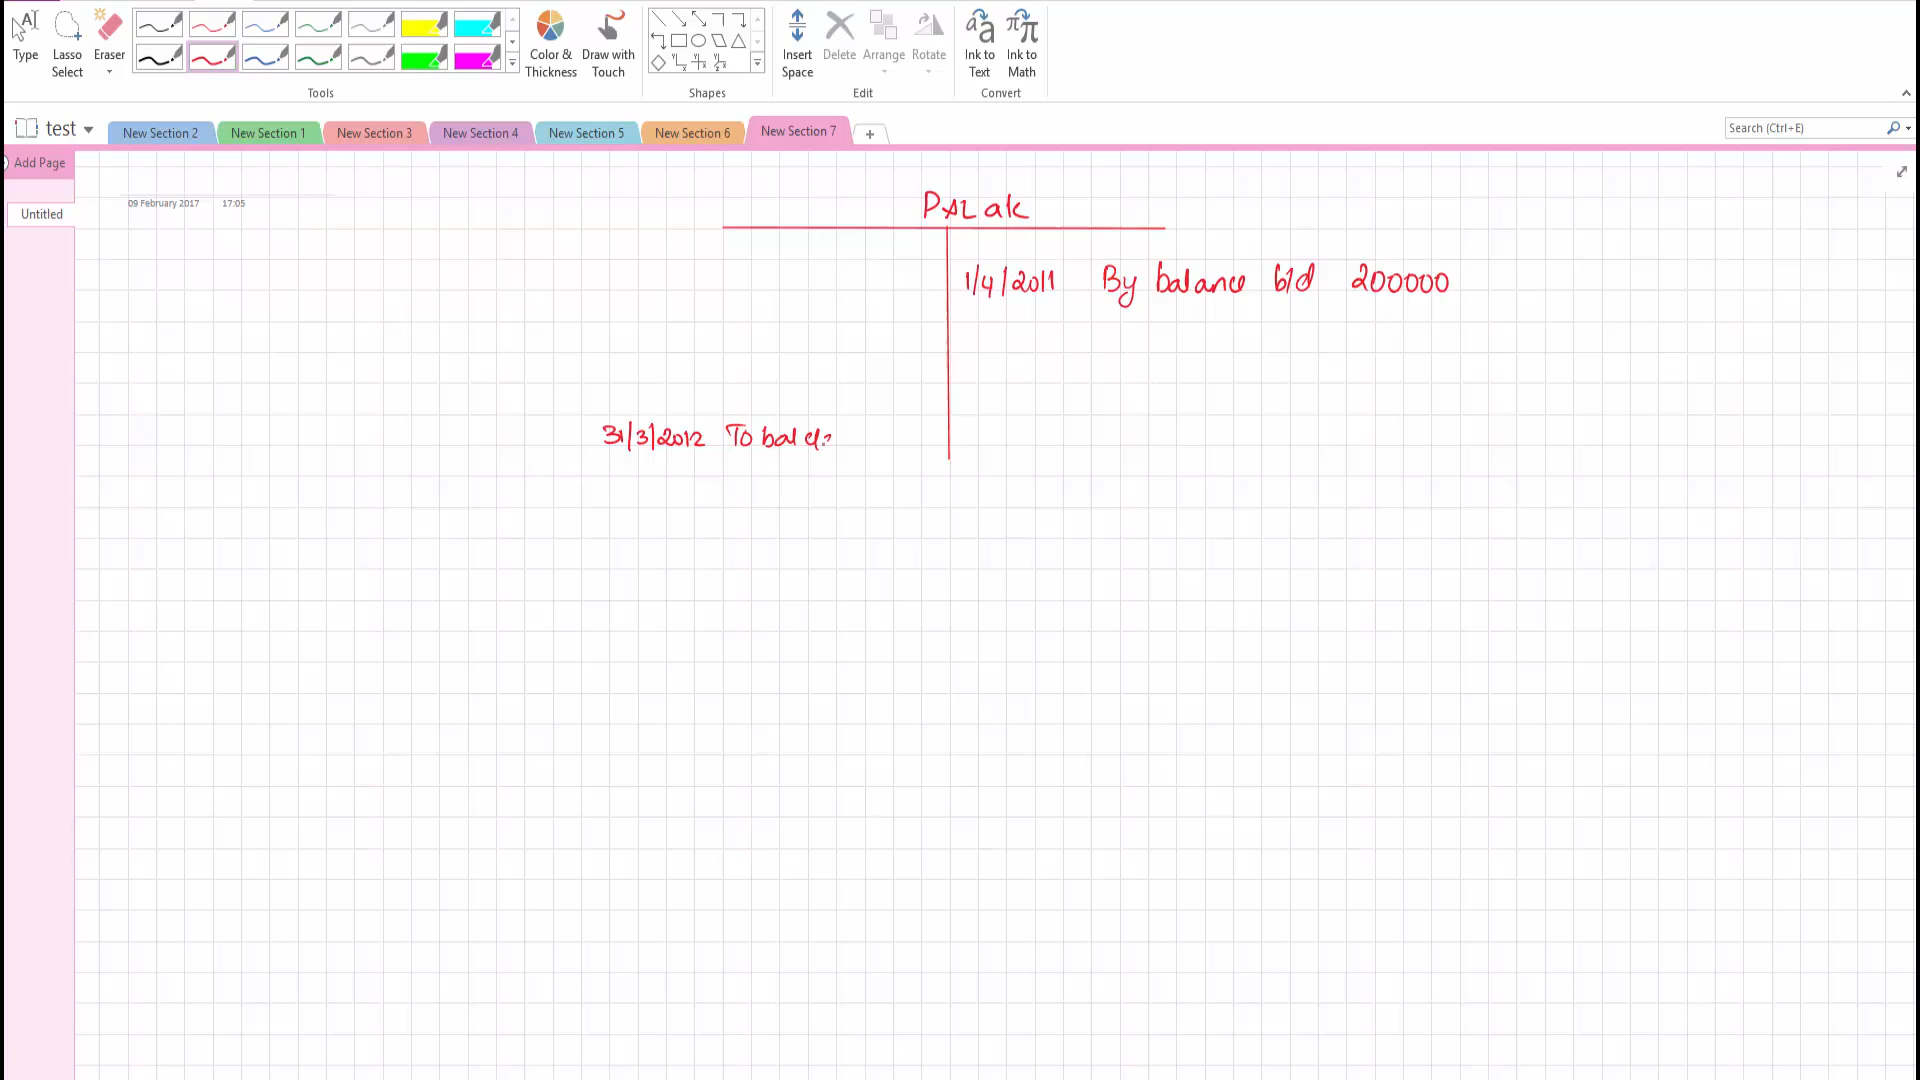 Type
Lasso Select
Eraser
Color & Thickness
Draw with Touch
Insert Space
Delete
Arrange
Rotate
Ink to Text
Ink to Math
Tools
Shapes
Edit
Convert
test
New Section 2
New Section 1
New Section 3
New Section 4
New Section 5
New Section 6
New Section 7
Search (Ctrl+E)
Add Page
Untitled
09 February 2017 17:05
PALak
1/4/2011 By balance b/d 200000
31/3/2012 To bal